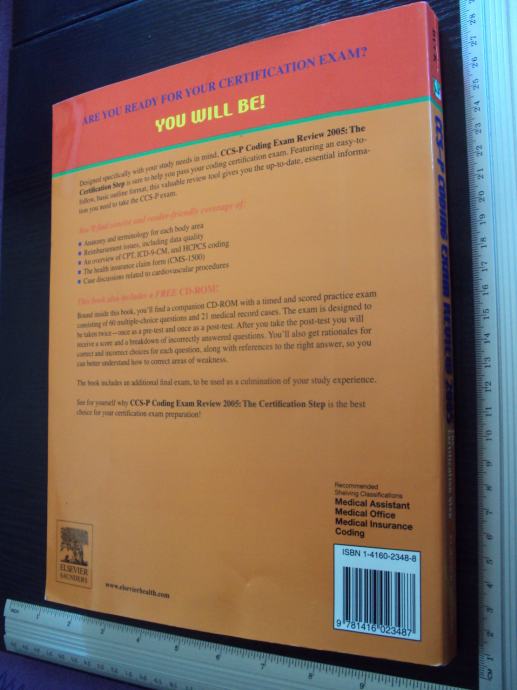 ARE YOU READY FOR YOUR CERTIFICATION EXAM?
YOU WILL BE!
Designed specifically with your study needs in mind, CCS-P Coding Exam Review 2005: The
Certification Step is sure to help you pass your coding certification exam. Featuring an easy-to-
follow, basic outline format, this valuable review tool gives you the up-to-date, essential informa-
tion you need to take the CCS-P exam.
You'll find concise and reader-friendly coverage of:
Anatomy and terminology for each body area
Reimbursement issues, including data quality
An overview of CPT, ICD-9-CM, and HCPCS coding
The health insurance claim form (CMS-1500)
Case discussions related to cardiovascular procedures
This book also includes a FREE CD-ROM!
Bound inside this book, you'll find a companion CD-ROM with a timed and scored practice exam
consisting of 60 multiple-choice questions and 21 medical record cases. The exam is designed to
be taken twice—once as a pre-test and once as a post-test. After you take the post-test you will
receive a score and a breakdown of incorrectly answered questions. You'll also get rationales for
correct and incorrect choices for each question, along with references to the right answer, so you
can better understand how to correct areas of weakness.
The book includes an additional final exam, to be used as a culmination of your study experience.
See for yourself why CCS-P Coding Exam Review 2005: The Certification Step is the best
choice for your certification exam preparation!
Recommended
Shelving Classifications
Medical Assistant
Medical Office
Medical Insurance
Coding
ISBN 1-4160-2348-8
9 781416 023487
ELSEVIER
SAUNDERS
www.elsevierhealth.com
CCS-P Coding Exam Review 2005